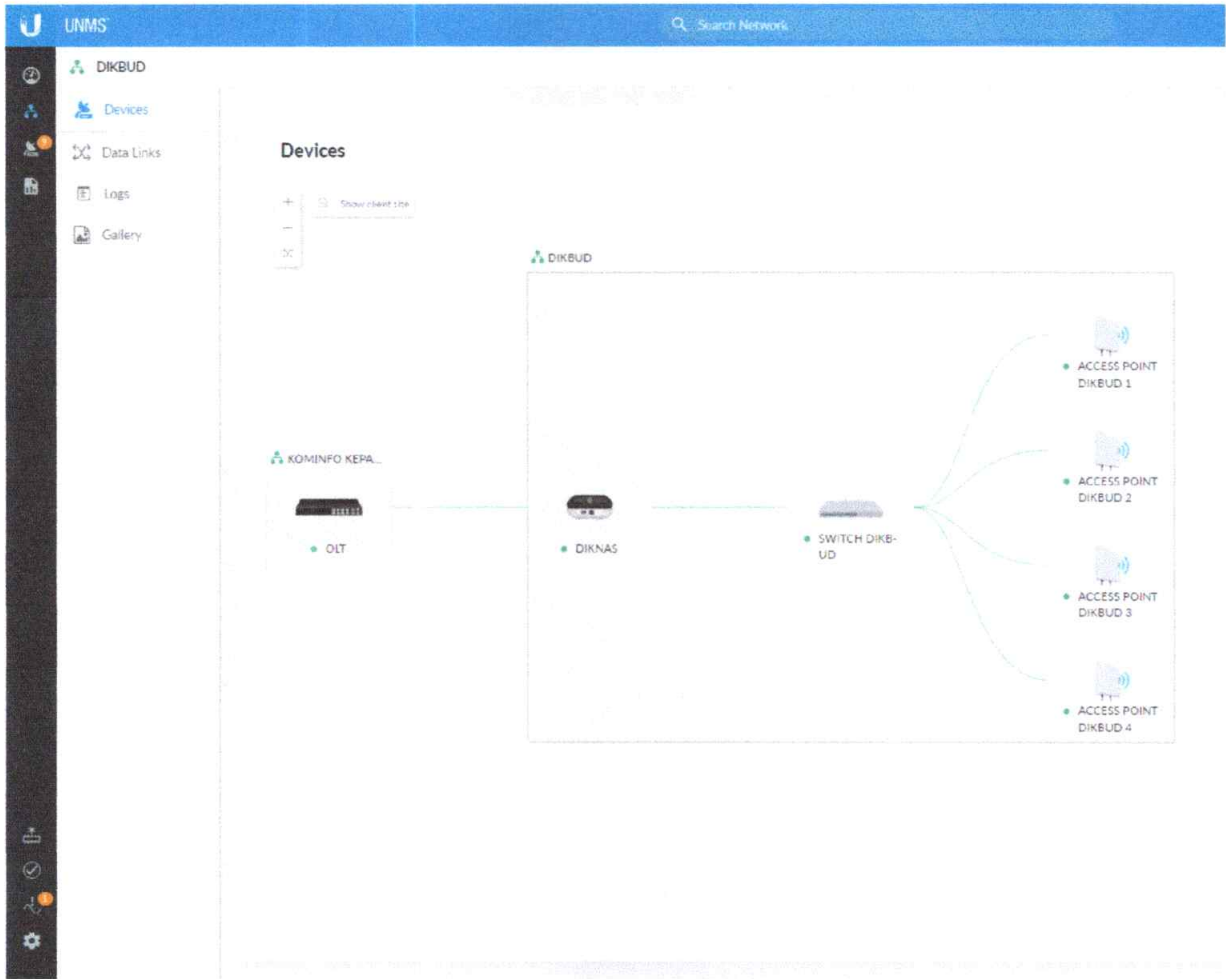 UNMS
Search Network
DIKBUD
Devices
Data Links
Logs
Gallery
Devices
Show client site
DIKBUD
ACCESS POINT
DIKBUD 1
ACCESS POINT
DIKBUD 2
KOMINFO KEPA...
OLT
DIKNAS
SWITCH DIKB-
UD
ACCESS POINT
DIKBUD 3
ACCESS POINT
DIKBUD 4
1